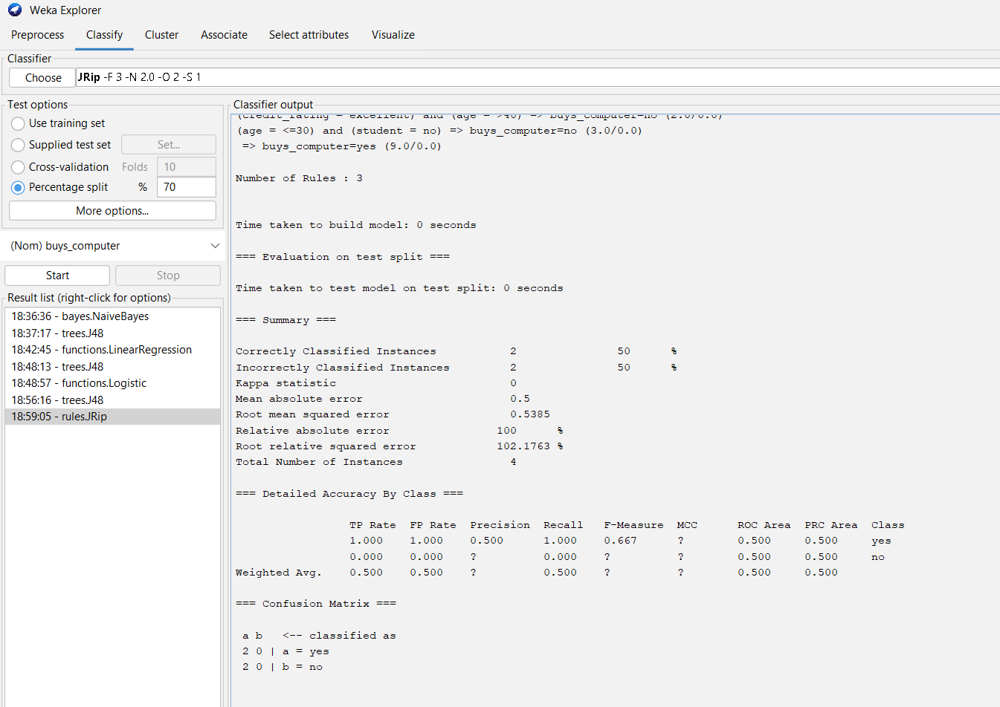 Weka Explorer
Preprocess Classify Cluster Associate Select attributes Visualize
Classifier
Choose JRip -F 3 -N 2.0 -O 2 -S 1
Test options
Use training set
Supplied test set Set...
Cross-validation Folds 10
Percentage split % 70
More options...
(Nom) buys_computer
Start Stop
Result list (right-click for options)
18:36:36 - bayes.NaiveBayes
18:37:17 - trees.J48
18:42:45 - functions.LinearRegression
18:48:13 - trees.J48
18:48:57 - functions.Logistic
18:56:16 - trees.J48
18:59:05 - rules.JRip
Classifier output
(credit_rating = excellent) and (age = >40) => buys_computer=no (2.0/0.0)
(age = <=30) and (student = no) => buys_computer=no (3.0/0.0)
=> buys_computer=yes (9.0/0.0)
Number of Rules : 3
Time taken to build model: 0 seconds
=== Evaluation on test split ===
Time taken to test model on test split: 0 seconds
=== Summary ===
Correctly Classified Instances 2 50 %
Incorrectly Classified Instances 2 50 %
Kappa statistic 0
Mean absolute error 0.5
Root mean squared error 0.5385
Relative absolute error 100 %
Root relative squared error 102.1763 %
Total Number of Instances 4
=== Detailed Accuracy By Class ===
TP Rate FP Rate Precision Recall F-Measure MCC ROC Area PRC Area Class
1.000 1.000 0.500 1.000 0.667 ? 0.500 0.500 yes
0.000 0.000 ? 0.000 ? ? 0.500 0.500 no
Weighted Avg. 0.500 0.500 ? 0.500 ? ? 0.500 0.500
=== Confusion Matrix ===
a b <-- classified as
2 0 | a = yes
2 0 | b = no